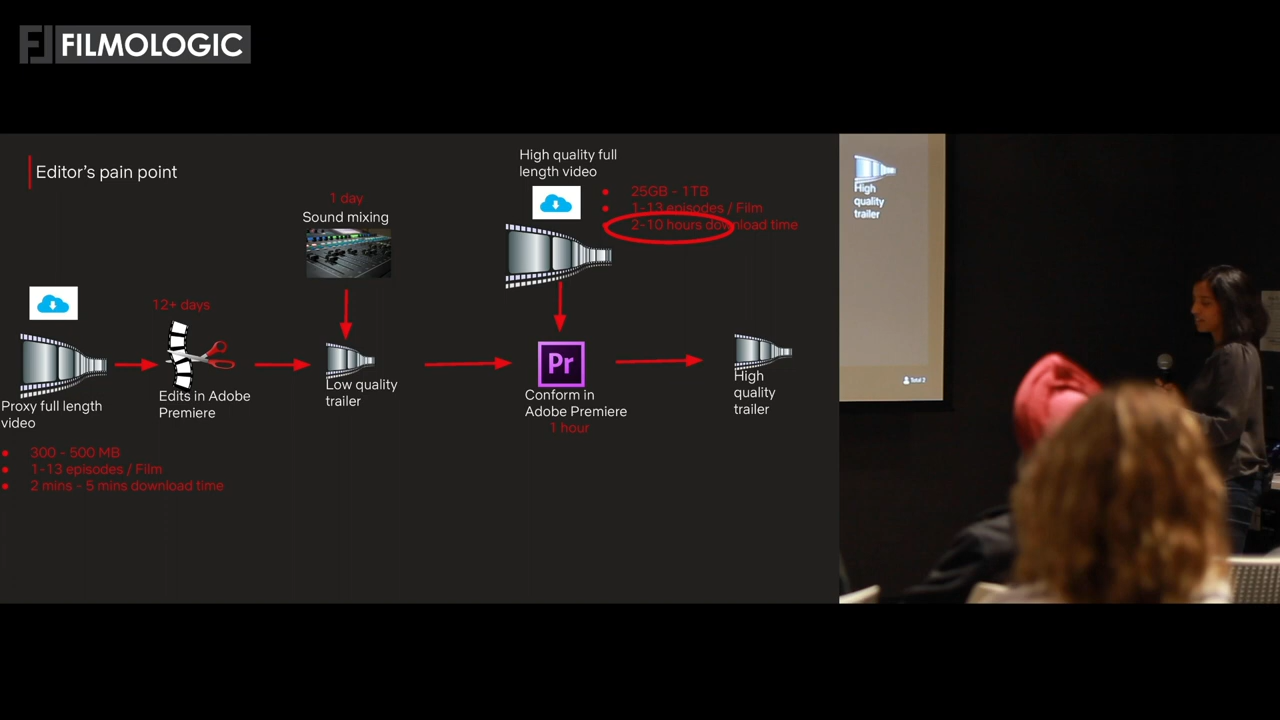 FILMOLOGIC
Editor's pain point
High quality full
length video
25GB - 1TB
1-13 episodes / Film
2-10 hours download time
1 day
Sound mixing
12+ days
Proxy full length
video
Edits in Adobe
Premiere
Low quality
trailer
Pr
Conform in
Adobe Premiere
1 hour
High
quality
trailer
300 - 500 MB
1-13 episodes / Film
2 mins - 5 mins download time
High
quality
trailer
Total 2